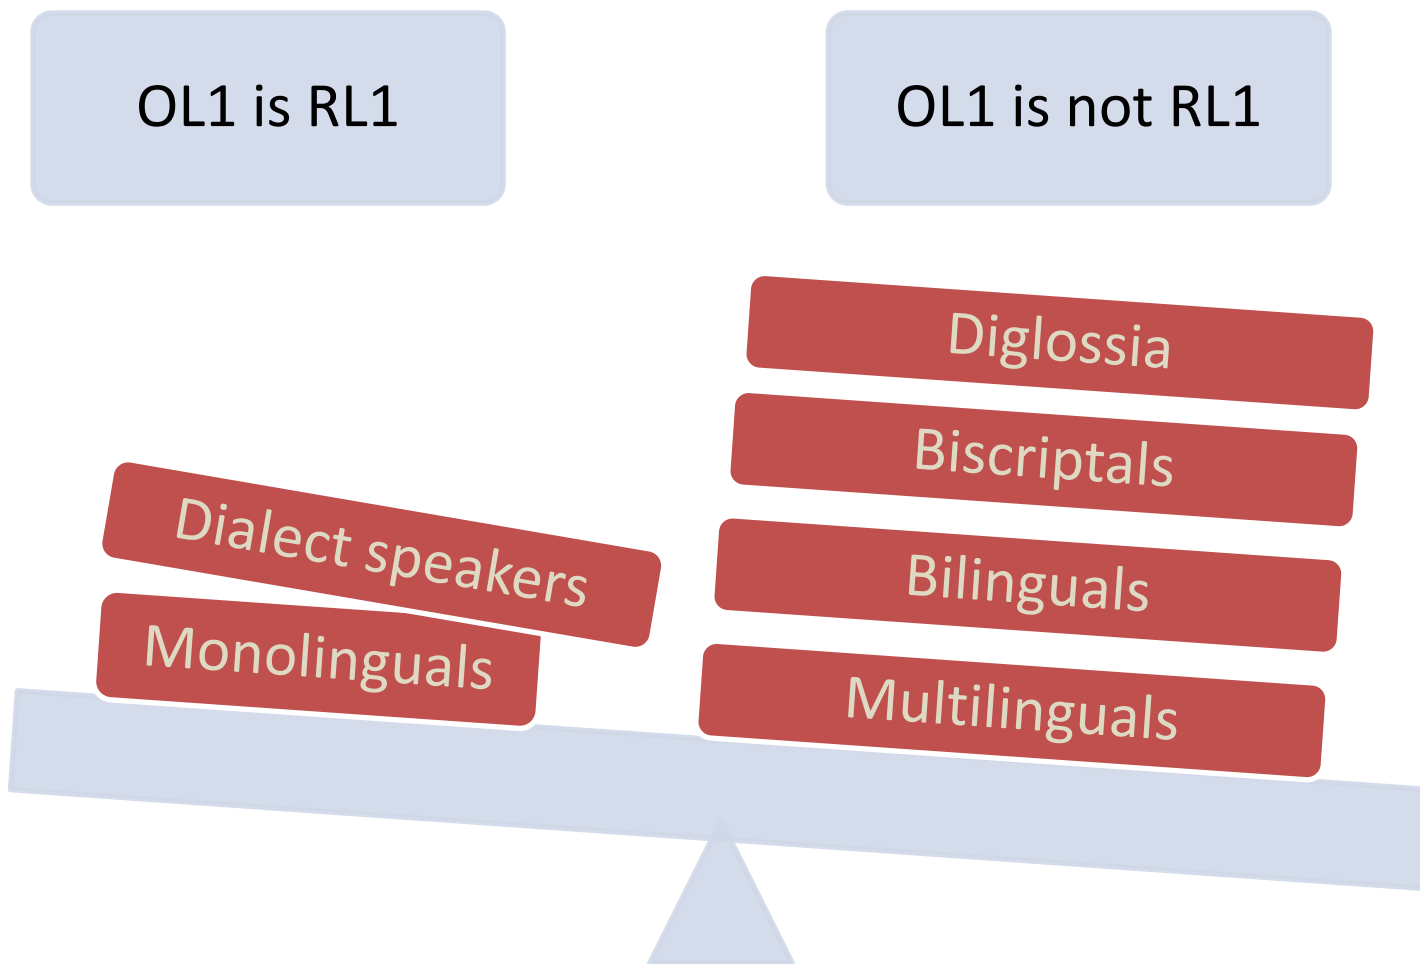 OL1 is RL1
OL1 is not RL1
Diglossia
Biscriptals
Dialect speakers
Bilinguals
Monolinguals
Multilinguals